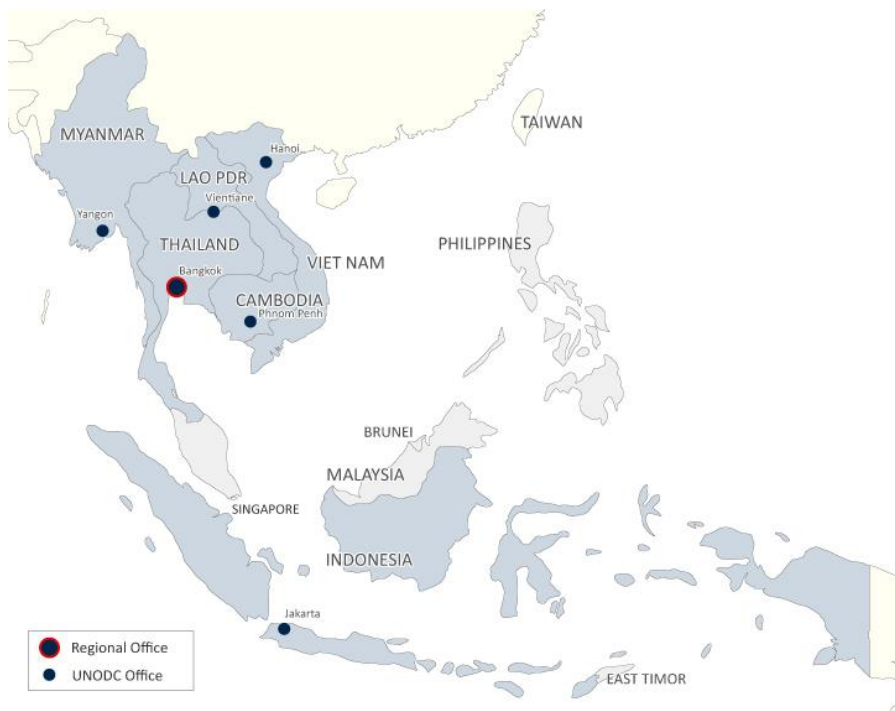 TAIWAN
MYANMAR
Hanoi
LAO PDR
Vientiane
Yangon
THAILAND
PHILIPPINES
VIET NAM
Bangkok
CAMBODIA
Phnom Penh
BRUNEI
MALAYSIA
SINGAPORE
INDONESIA
Jakarta
Regional Office
UNODC Office
EAST TIMOR